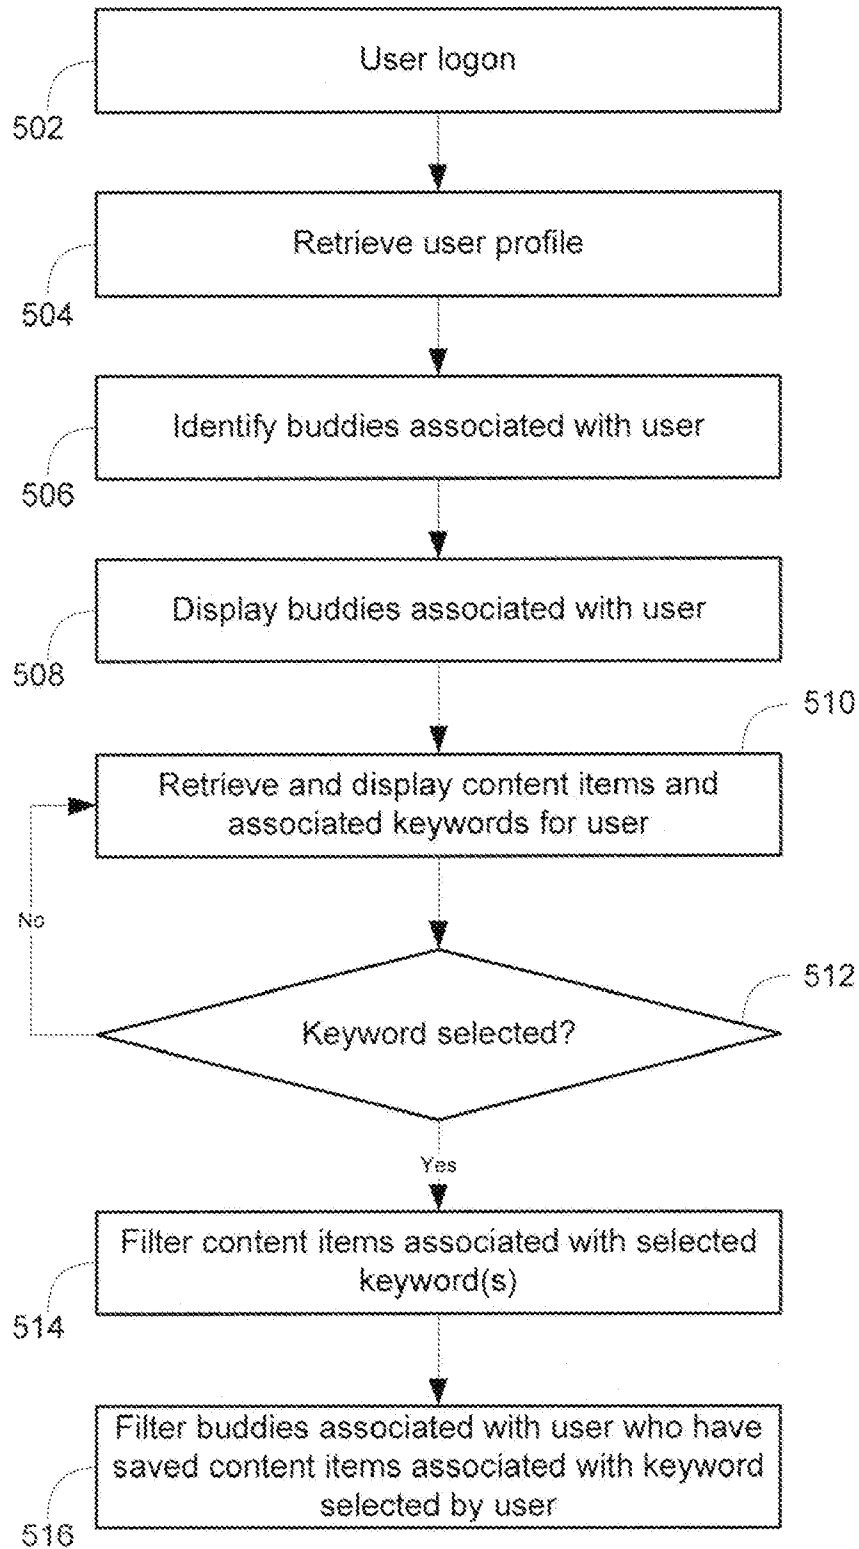 User logon
502
Retrieve user profile
504
Identify buddies associated with user
506
Display buddies associated with user
508
510
Retrieve and display content items and
associated keywords for user
No
512
Keyword selected?
Yes
Filter content items associated with selected
keyword(s)
514
Filter buddies associated with user who have
saved content items associated with keyword
selected by user
516